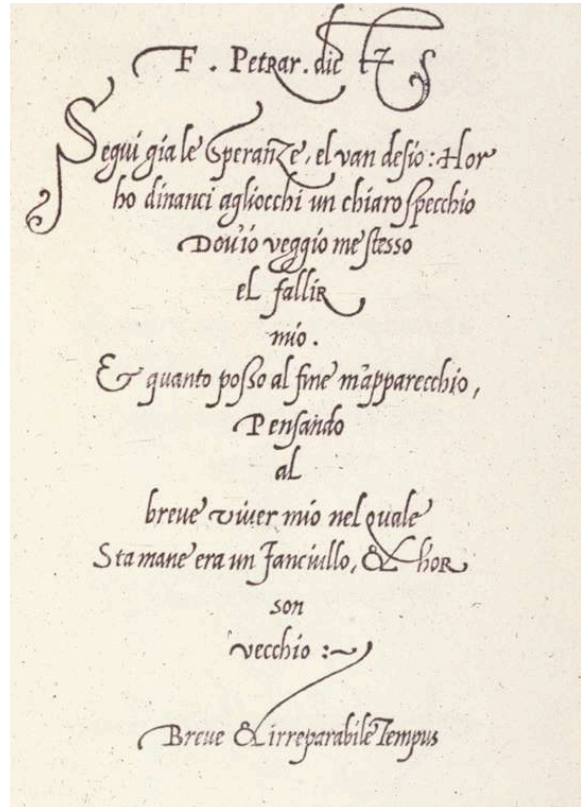 F . Petrar . dic
Segui gia le Speranze, el van desio : Hor
ho dinanci agliocchi un chiaro specchio
Dou'io veggio me stesso
el fallir
mio .
& quanto posso al fine m'apparecchio ,
Pensando
al
breue viuer mio nel quale
Sta mane era un fanciullo, & hor
son
vecchio :~
Breue & irreparabile Tempus